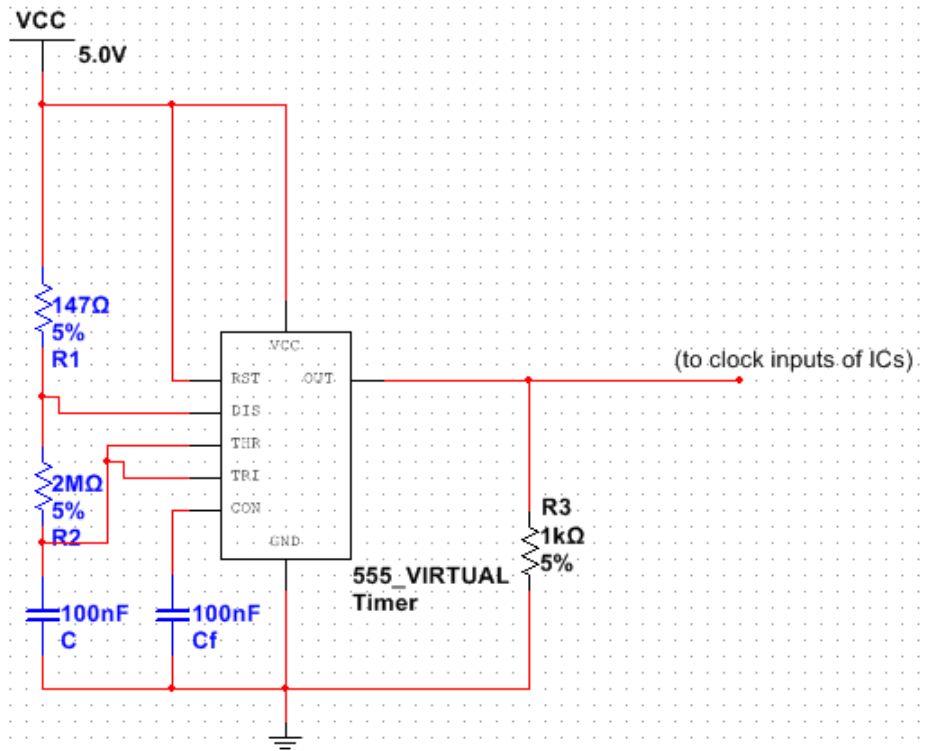 VCC
5.0V
147Ω
5%
R1
VCC
RST
OUT
DIS
THR
TRI
CON
GND
(to clock inputs of ICs)
2MΩ
5%
R2
R3
1kΩ
5%
555_VIRTUAL
Timer
100nF
C
100nF
Cf